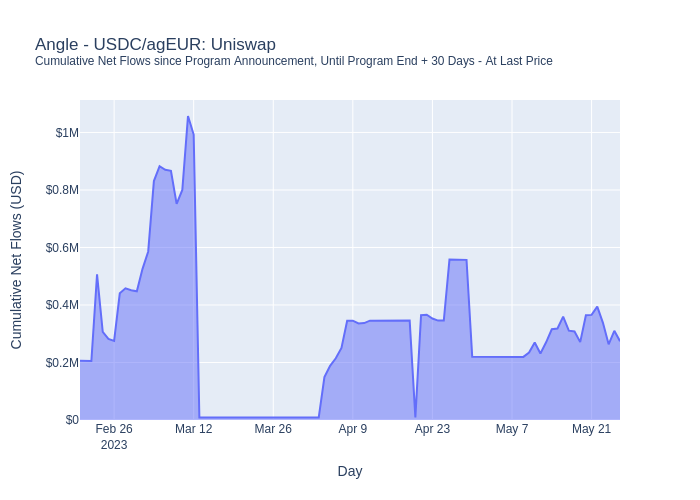 Angle - USDC/agEUR: Uniswap
Cumulative Net Flows since Program Announcement, Until Program End + 30 Days - At Last Price
Cumulative Net Flows (USD)
$1M
$0.8M
$0.6M
$0.4M
$0.2M
$0
Feb 26
2023
Mar 12
Mar 26
Apr 9
Apr 23
May 7
May 21
Day